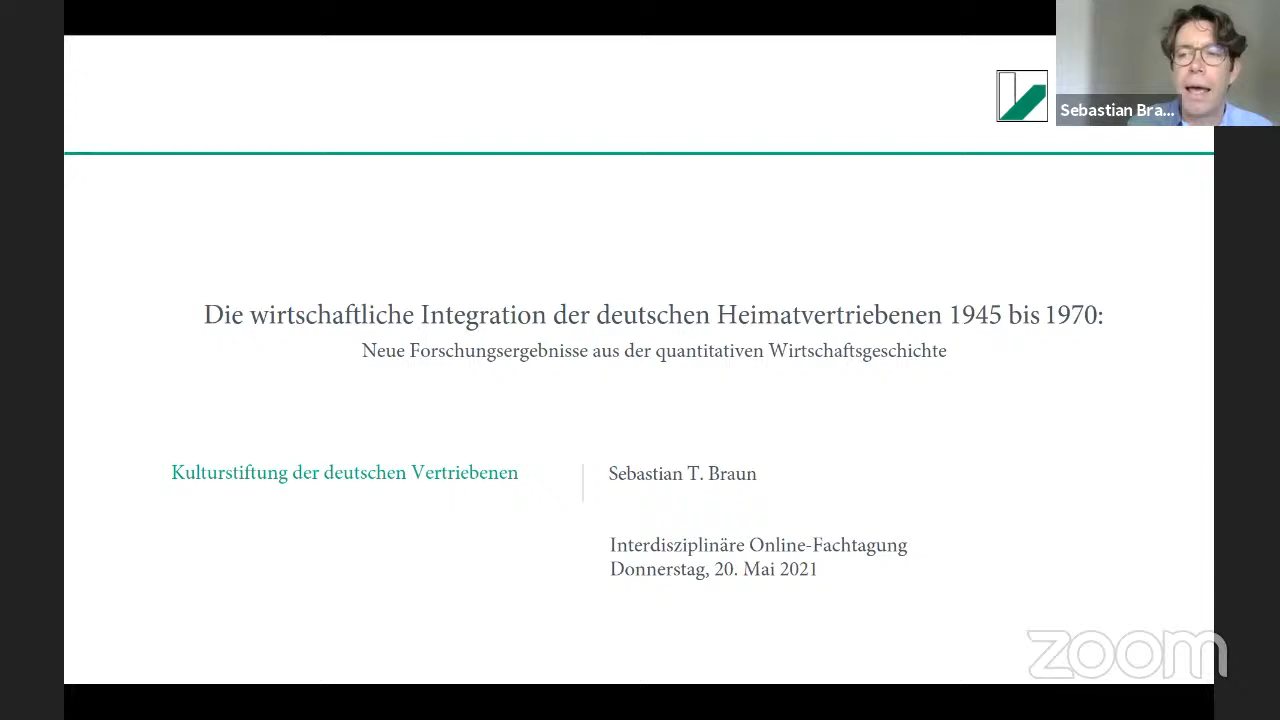 Sebastian Bra...
Die wirtschaftliche Integration der deutschen Heimatvertriebenen 1945 bis 1970:
Neue Forschungsergebnisse aus der quantitativen Wirtschaftsgeschichte
Kulturstiftung der deutschen Vertriebenen
Sebastian T. Braun
Interdisziplinäre Online-Fachtagung
Donnerstag, 20. Mai 2021
zoom